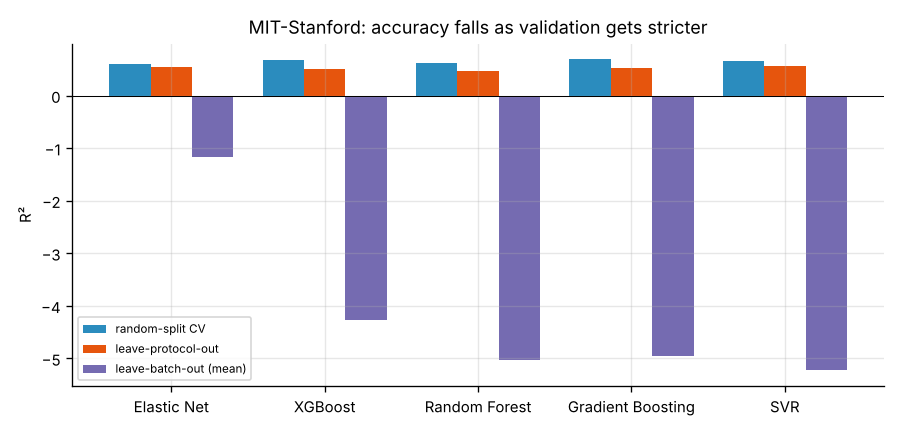 MIT-Stanford: accuracy falls as validation gets stricter
R²
0
−1
−2
−3
−4
−5
random-split CV
leave-protocol-out
leave-batch-out (mean)
Elastic Net
XGBoost
Random Forest
Gradient Boosting
SVR